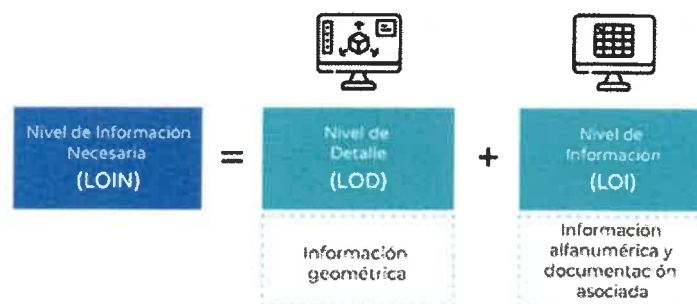 Nivel de Información
Necesaria
(LOIN)
=
Nivel de
Detalle
(LOD)
+
Nivel de
Información
(LOI)
Información
geométrica
Información
alfanumérica y
documentación
asociada